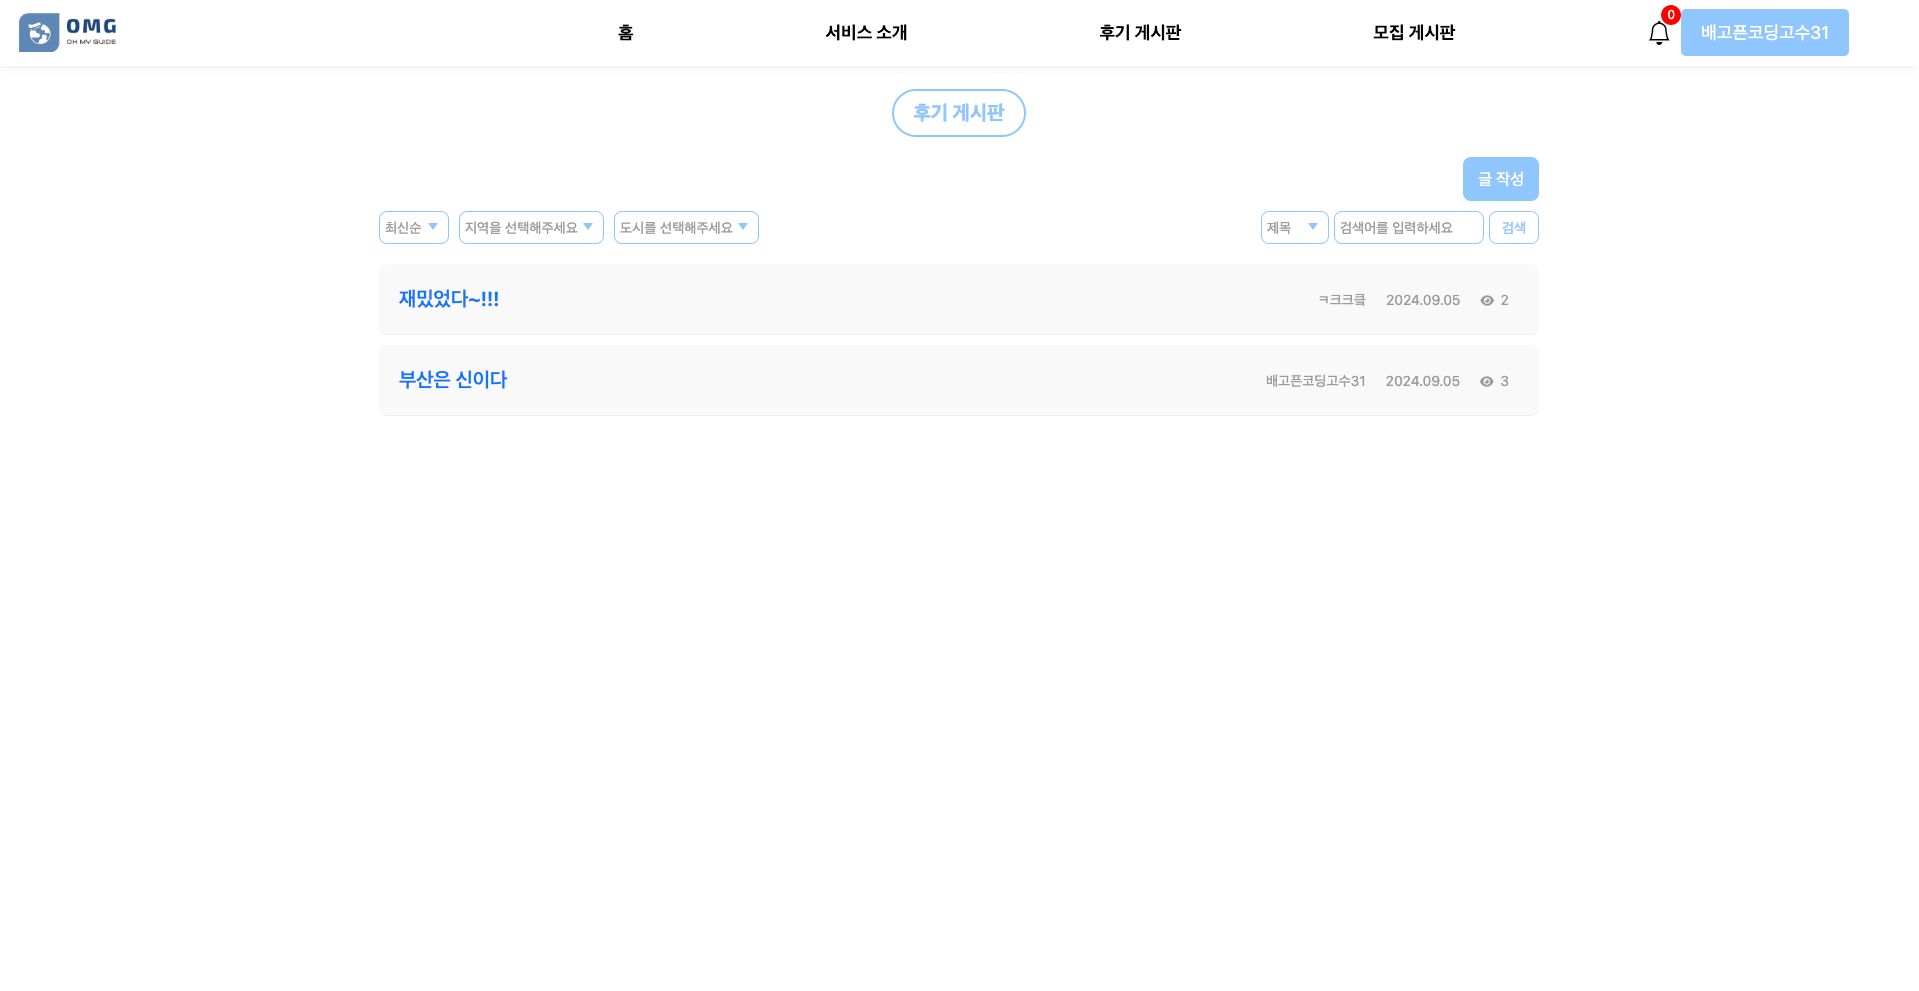 OMG
OH MY GUIDE
홈
서비스 소개
후기 게시판
모집 게시판
0
배고픈코딩고수31
후기 게시판
글 작성
최신순
지역을 선택해주세요
도시를 선택해주세요
제목
검색어를 입력하세요
검색
재밌었다~!!!
2024.09.05
2
부산은 신이다
배고픈코딩고수31
2024.09.05
3